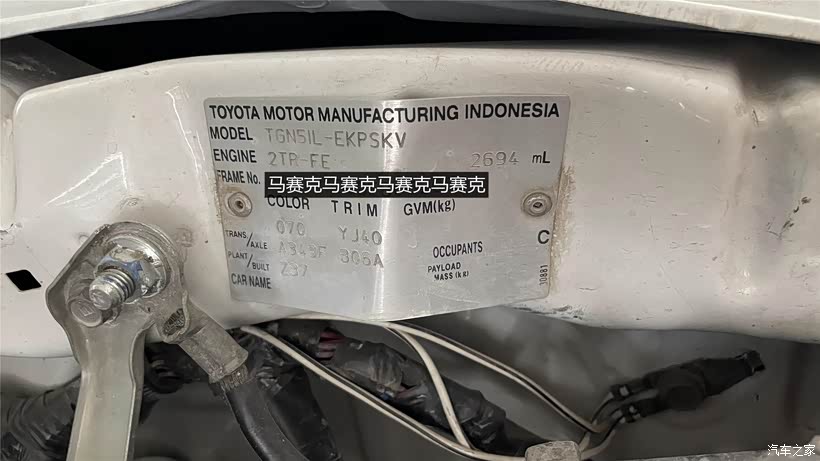 TOYOTA MOTOR MANUFACTURING INDONESIA
MODEL TGN51L-EKPSKV
ENGINE 2TR-FE 2694 mL
FRAME No. 马赛克马赛克马赛克马赛克
COLOR TRIM GVM(kg)
070 YJ40
TRANS./AXLE A343F 306A OCCUPANTS C
PLANT/BUILT Z37 PAYLOAD MASS (kg)
CAR NAME
30881
汽车之家